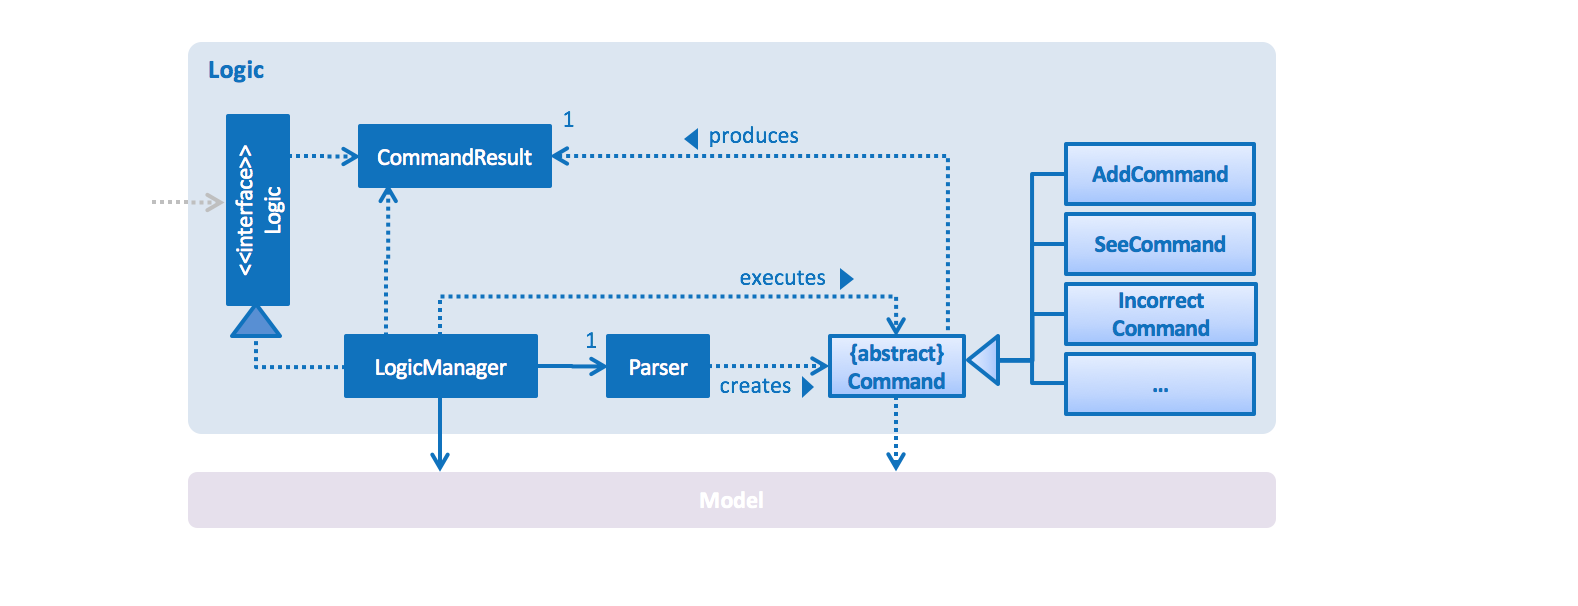 Logic
<<interface>>
Logic
CommandResult
1
produces
AddCommand
SeeCommand
Incorrect
Command
...
executes
LogicManager
1
Parser
creates
{abstract}
Command
Model